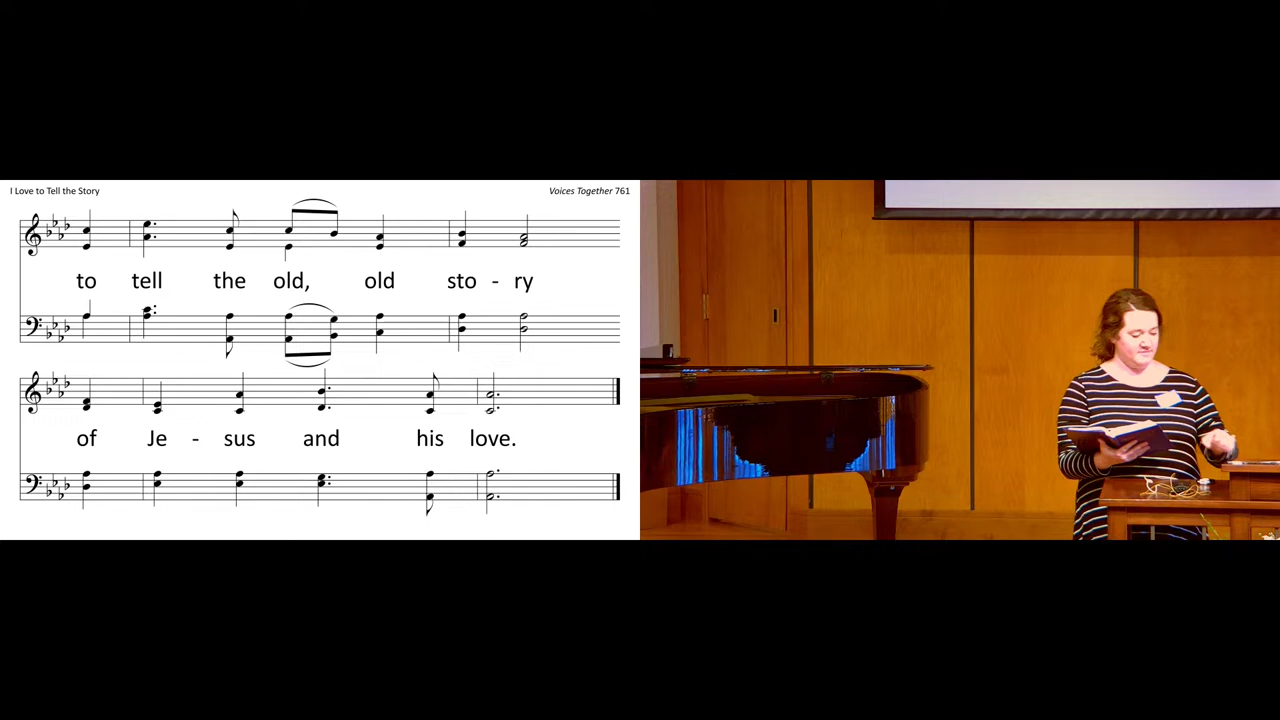 I Love to Tell the Story
Voices Together 761
to tell the old, old sto - ry
of Je - sus and his love.